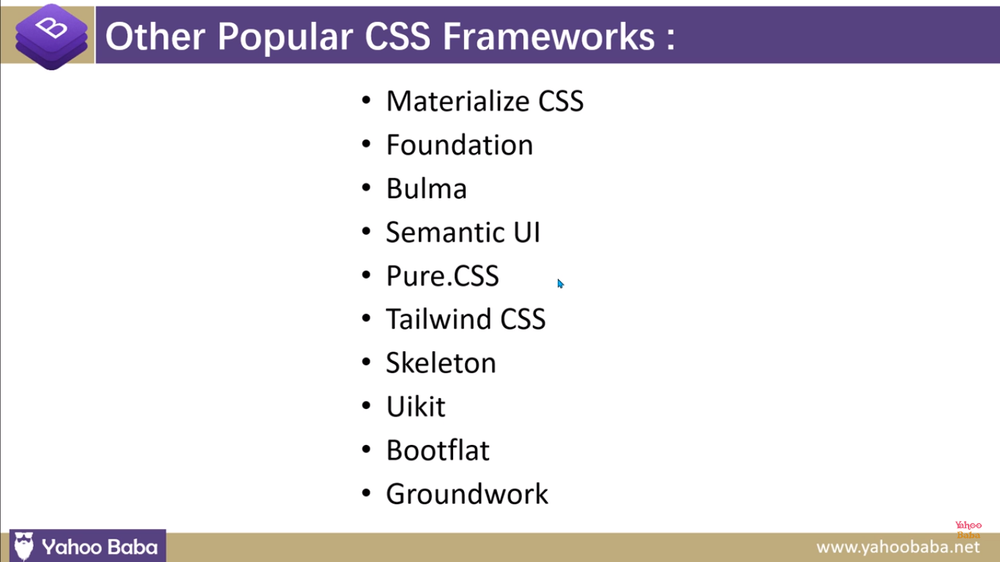 B
Other Popular CSS Frameworks :
• Materialize CSS
• Foundation
• Bulma
• Semantic UI
• Pure.CSS
• Tailwind CSS
• Skeleton
• Uikit
• Bootflat
• Groundwork
Yahoo
Baba
Yahoo Baba
www.yahoobaba.net